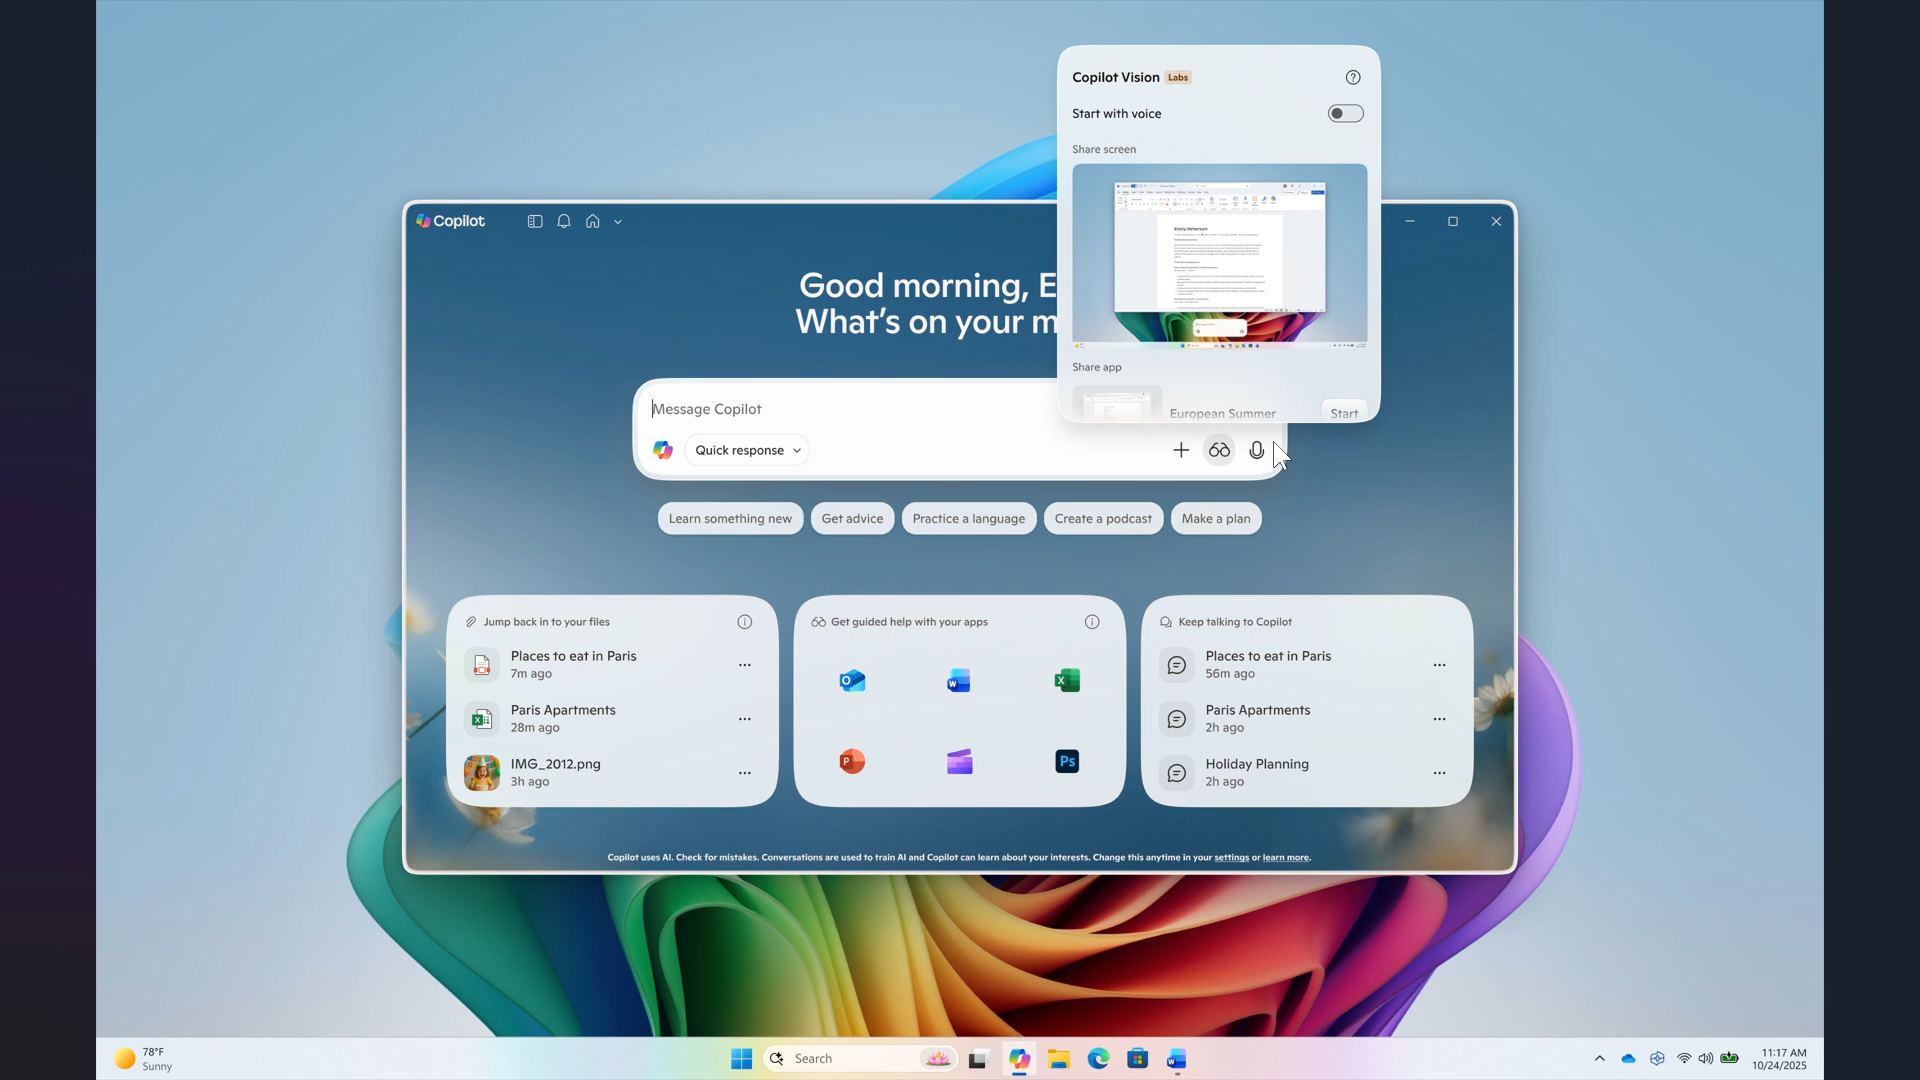 Copilot Vision Labs
Start with voice
Share screen
Emily Petterson
Share app
European Summer
Start
Copilot
Good morning, E
What's on your m
Message Copilot
Quick response
Learn something new
Get advice
Practice a language
Create a podcast
Make a plan
Jump back in to your files
Places to eat in Paris
7m ago
Paris Apartments
28m ago
IMG_2012.png
3h ago
Get guided help with your apps
Ps
Keep talking to Copilot
Places to eat in Paris
56m ago
Paris Apartments
2h ago
Holiday Planning
2h ago
Copilot uses AI. Check for mistakes. Conversations are used to train AI and Copilot can learn about your interests. Change this anytime in your settings or learn more.
78°F
Sunny
Search
11:17 AM
10/24/2025